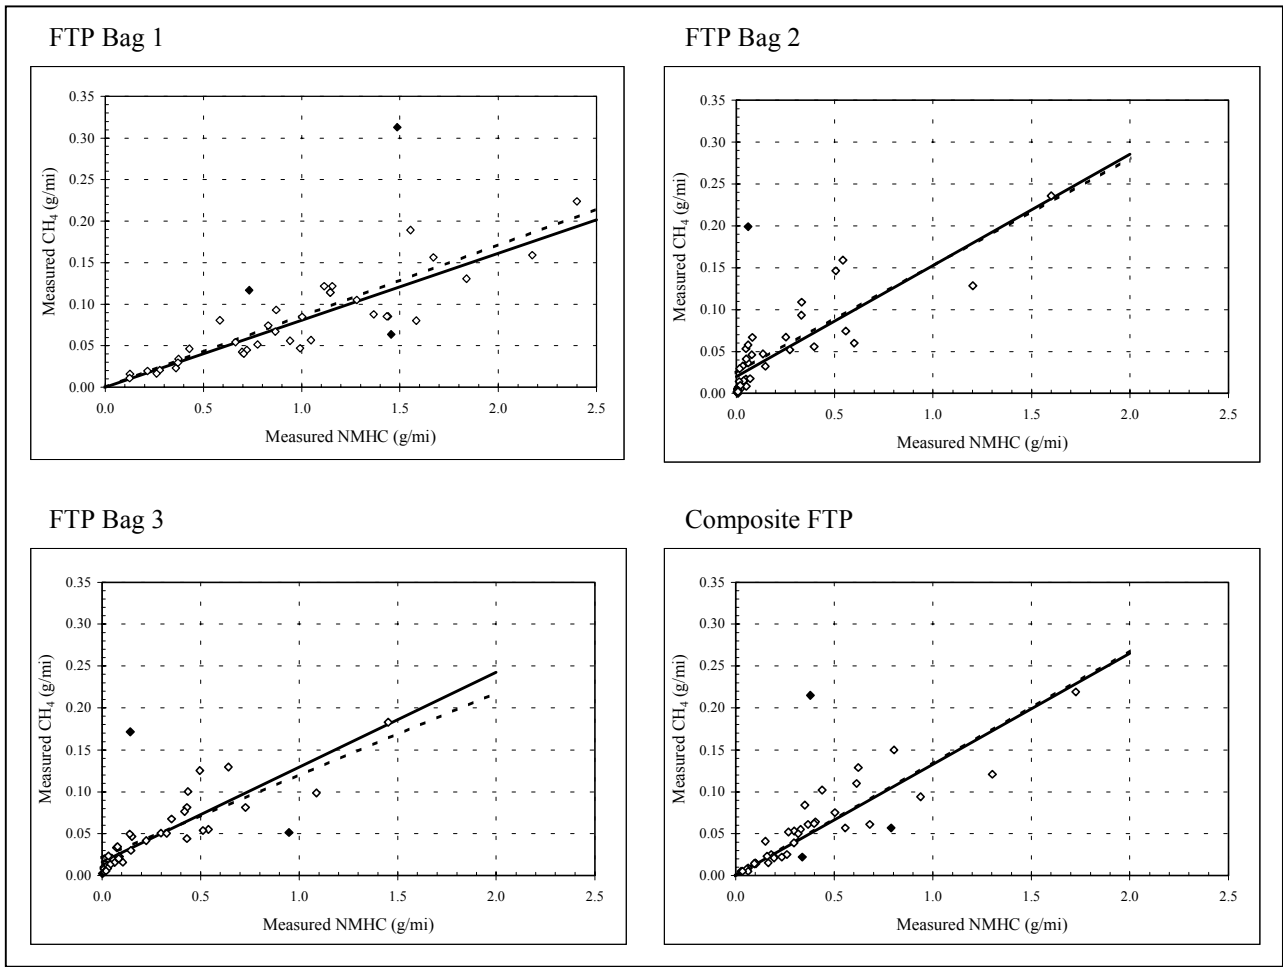 FTP Bag 1
FTP Bag 2
0.35
0.30
0.25
0.20
0.15
0.10
0.05
0.00
Measured CH₄ (g/mi)
0.0 0.5 1.0 1.5 2.0 2.5
Measured NMHC (g/mi)
0.35
0.30
0.25
0.20
0.15
0.10
0.05
0.00
Measured CH₄ (g/mi)
0.0 0.5 1.0 1.5 2.0 2.5
Measured NMHC (g/mi)
FTP Bag 3
Composite FTP
0.35
0.30
0.25
0.20
0.15
0.10
0.05
0.00
Measured CH₄ (g/mi)
0.0 0.5 1.0 1.5 2.0 2.5
Measured NMHC (g/mi)
0.35
0.30
0.25
0.20
0.15
0.10
0.05
0.00
Measured CH₄ (g/mi)
0.0 0.5 1.0 1.5 2.0 2.5
Measured NMHC (g/mi)